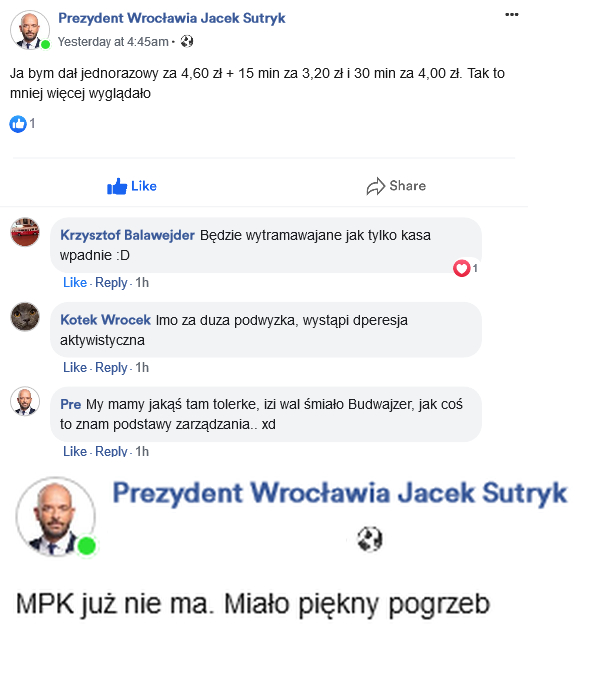 Prezydent Wrocławia Jacek Sutryk
Yesterday at 4:45am ·
Ja bym dał jednorazowy za 4,60 zł + 15 min za 3,20 zł i 30 min za 4,00 zł. Tak to
mniej więcej wyglądało
1
Like
Share
Krzysztof Balawejder Będzie wytramawajane jak tylko kasa
wpadnie :D
1
Like · Reply · 1h
Kotek Wrocek Imo za duza podwyzka, wystąpi dperesja
aktywistyczna
Like · Reply · 1h
Pre My mamy jakąś tam tolerke, izi wal śmiało Budwajzer, jak coś
to znam podstawy zarządzania.. xd
Like · Reply · 1h
Prezydent Wrocławia Jacek Sutryk
MPK już nie ma. Miało piękny pogrzeb